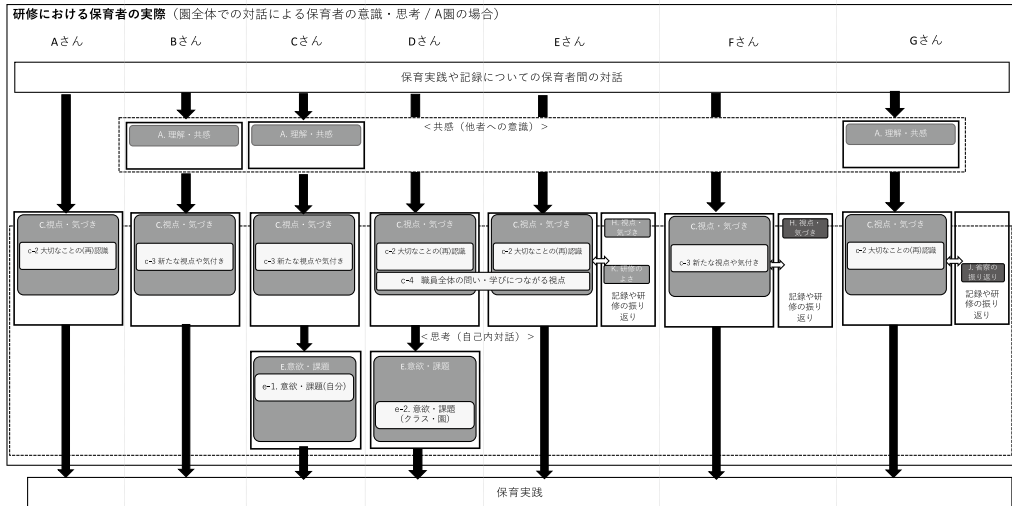 研修における保育者の実際（園全体での対話による保育者の意識・思考 / A園の場合）
Aさん
Bさん
Cさん
Dさん
Eさん
Fさん
Gさん
保育実践や記録についての保育者間の対話
＜共感（他者への意識）＞
A. 理解・共感
A. 理解・共感
A. 理解・共感
C.視点・気づき
c-2 大切なことの(再)認識
C.視点・気づき
c-3 新たな視点や気付き
C.視点・気づき
c-3 新たな視点や気付き
C.視点・気づき
c-2 大切なことの(再)認識
C.視点・気づき
c-2 大切なことの(再)認識
c-4 職員全体の問い・学びにつながる視点
H. 視点・
気づき
K. 研修の
よさ
記録や研
修の振り
返り
C.視点・気づき
c-3 新たな視点や気付き
H. 視点・
気づき
記録や研
修の振り
返り
C.視点・気づき
c-2 大切なことの(再)認識
J. 省察の
振り返り
記録や研
修の振り
返り
＜思考（自己内対話）＞
E.意欲・課題
e-1. 意欲・課題(自分)
E.意欲・課題
e-2. 意欲・課題
(クラス・園)
保育実践